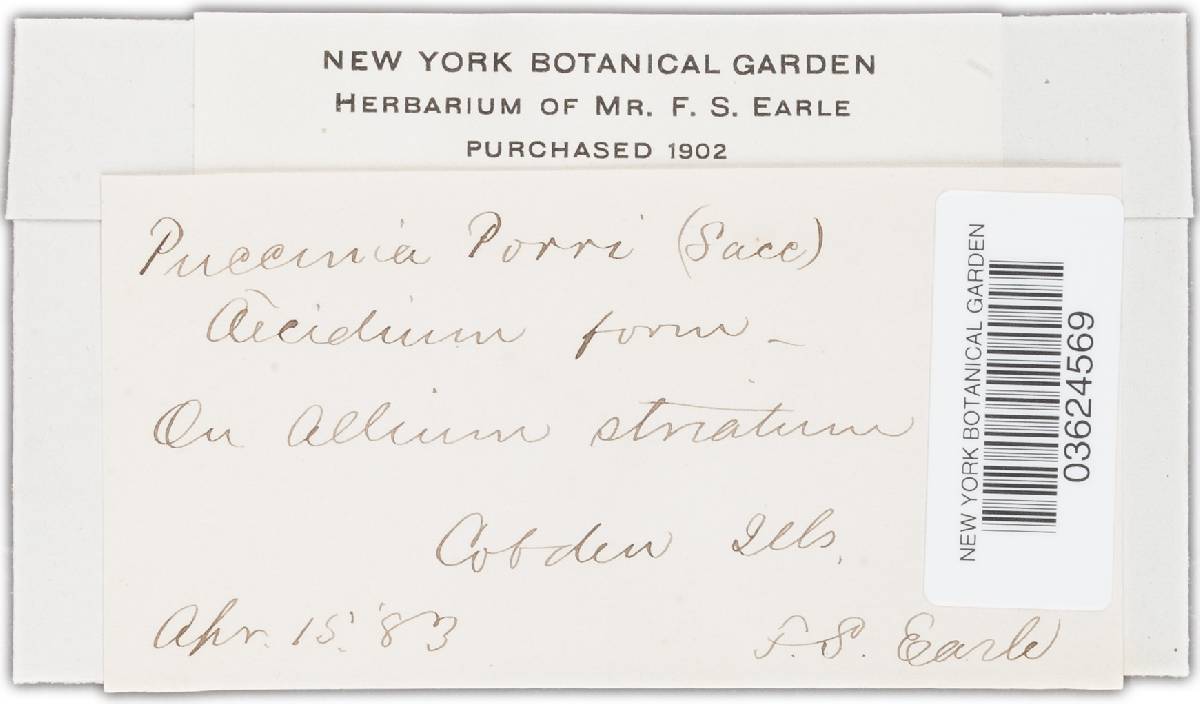 NEW YORK BOTANICAL GARDEN
HERBARIUM OF MR. F. S. EARLE
PURCHASED 1902
Puccinia Porri (Sacc)
Aecidium form -
On Allium striatum
Cobden Ills.
Apr. 15. '83
F. S. Earle
NEW YORK BOTANICAL GARDEN
03624569